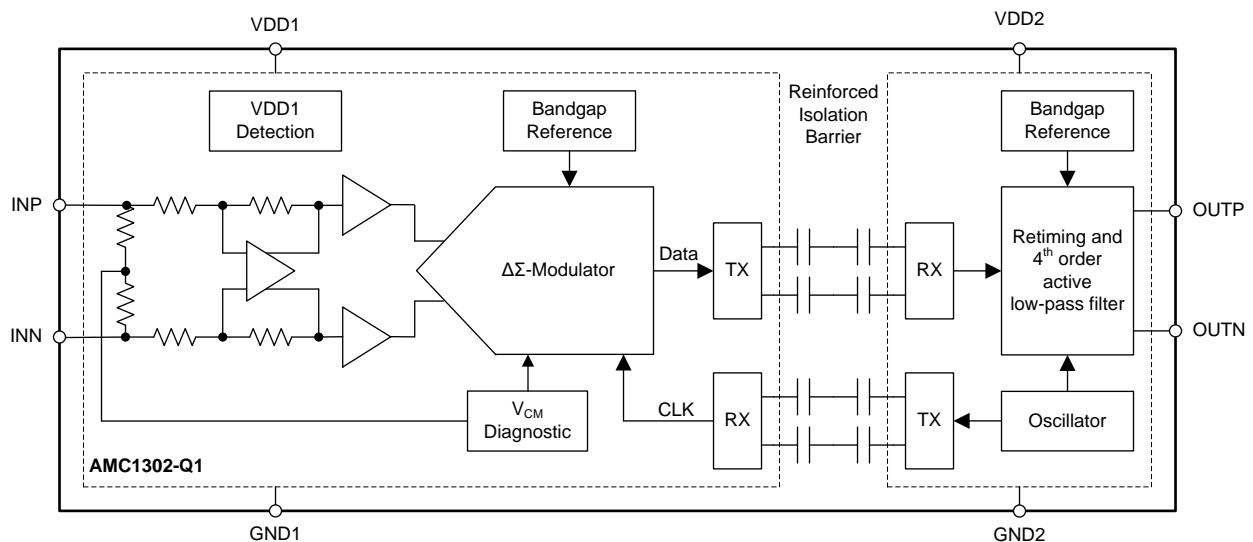 VDD1
VDD2
VDD1
Detection
Bandgap
Reference
Reinforced
Isolation
Barrier
Bandgap
Reference
INP
OUTP
ΔΣ-Modulator
Data
TX
RX
Retiming and
4th order
active
low-pass filter
INN
OUTN
VCM
Diagnostic
CLK
RX
TX
Oscillator
AMC1302-Q1
GND1
GND2